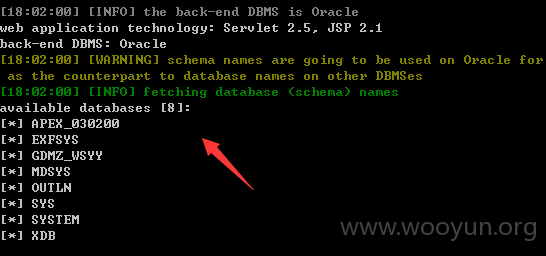 [18:02:00] [INFO] the back-end DBMS is Oracle
web application technology: Servlet 2.5, JSP 2.1
back-end DBMS: Oracle
[18:02:00] [WARNING] schema names are going to be used on Oracle for
as the counterpart to database names on other DBMSes
[18:02:00] [INFO] fetching database (schema) names
available databases [8]:
[*] APEX_030200
[*] EXFSYS
[*] GDMZ_WSYY
[*] MDSYS
[*] OUTLN
[*] SYS
[*] SYSTEM
[*] XDB
www.wooyun.org